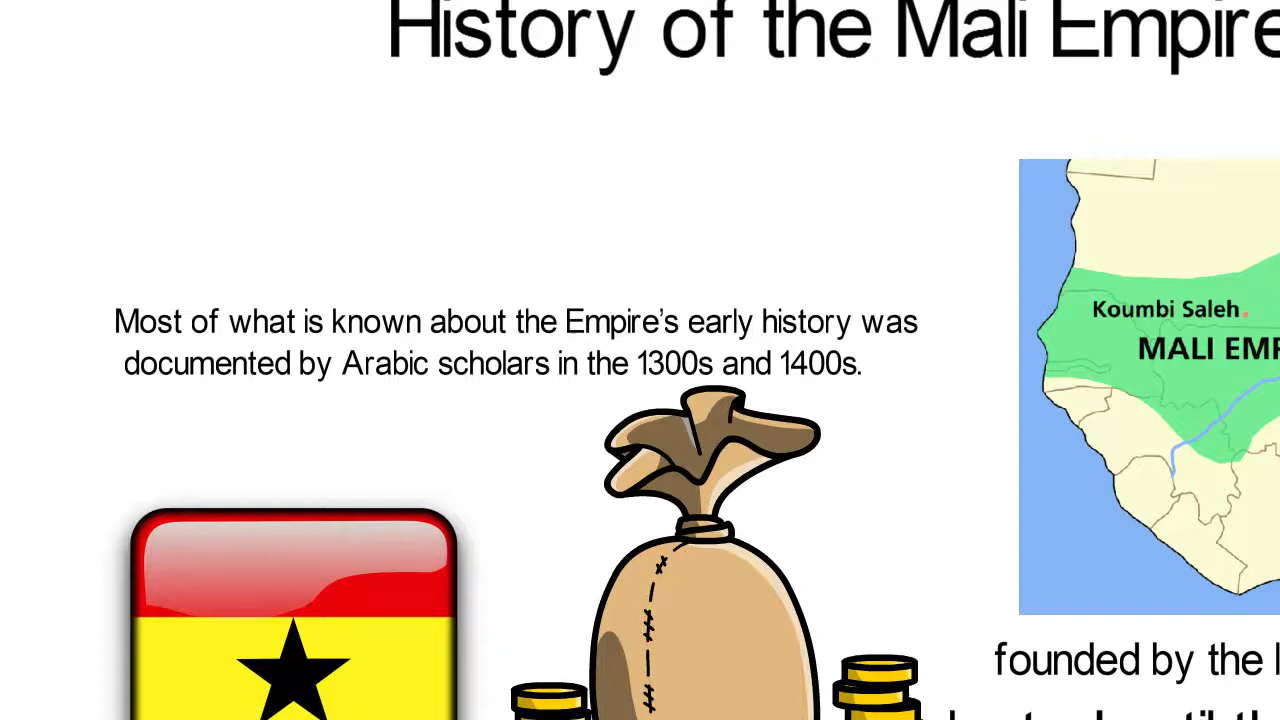 History of the Mali Empire
Most of what is known about the Empire's early history was
documented by Arabic scholars in the 1300s and 1400s.
Koumbi Saleh.
MALI EMP
founded by the